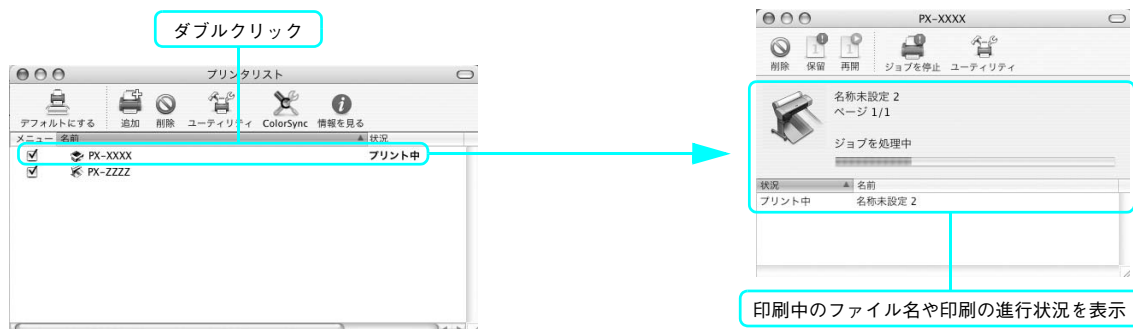 ダブルクリック
プリンタリスト
デフォルトにする 追加 削除 ユーティリティ ColorSync 情報を見る
メニュー 名前 状況
PX-XXXX プリント中
PX-ZZZZ
PX-XXXX
削除 保留 再開 ジョブを停止 ユーティリティ
名称未設定 2
ページ 1/1
ジョブを処理中
状況 名前
プリント中 名称未設定 2
印刷中のファイル名や印刷の進行状況を表示